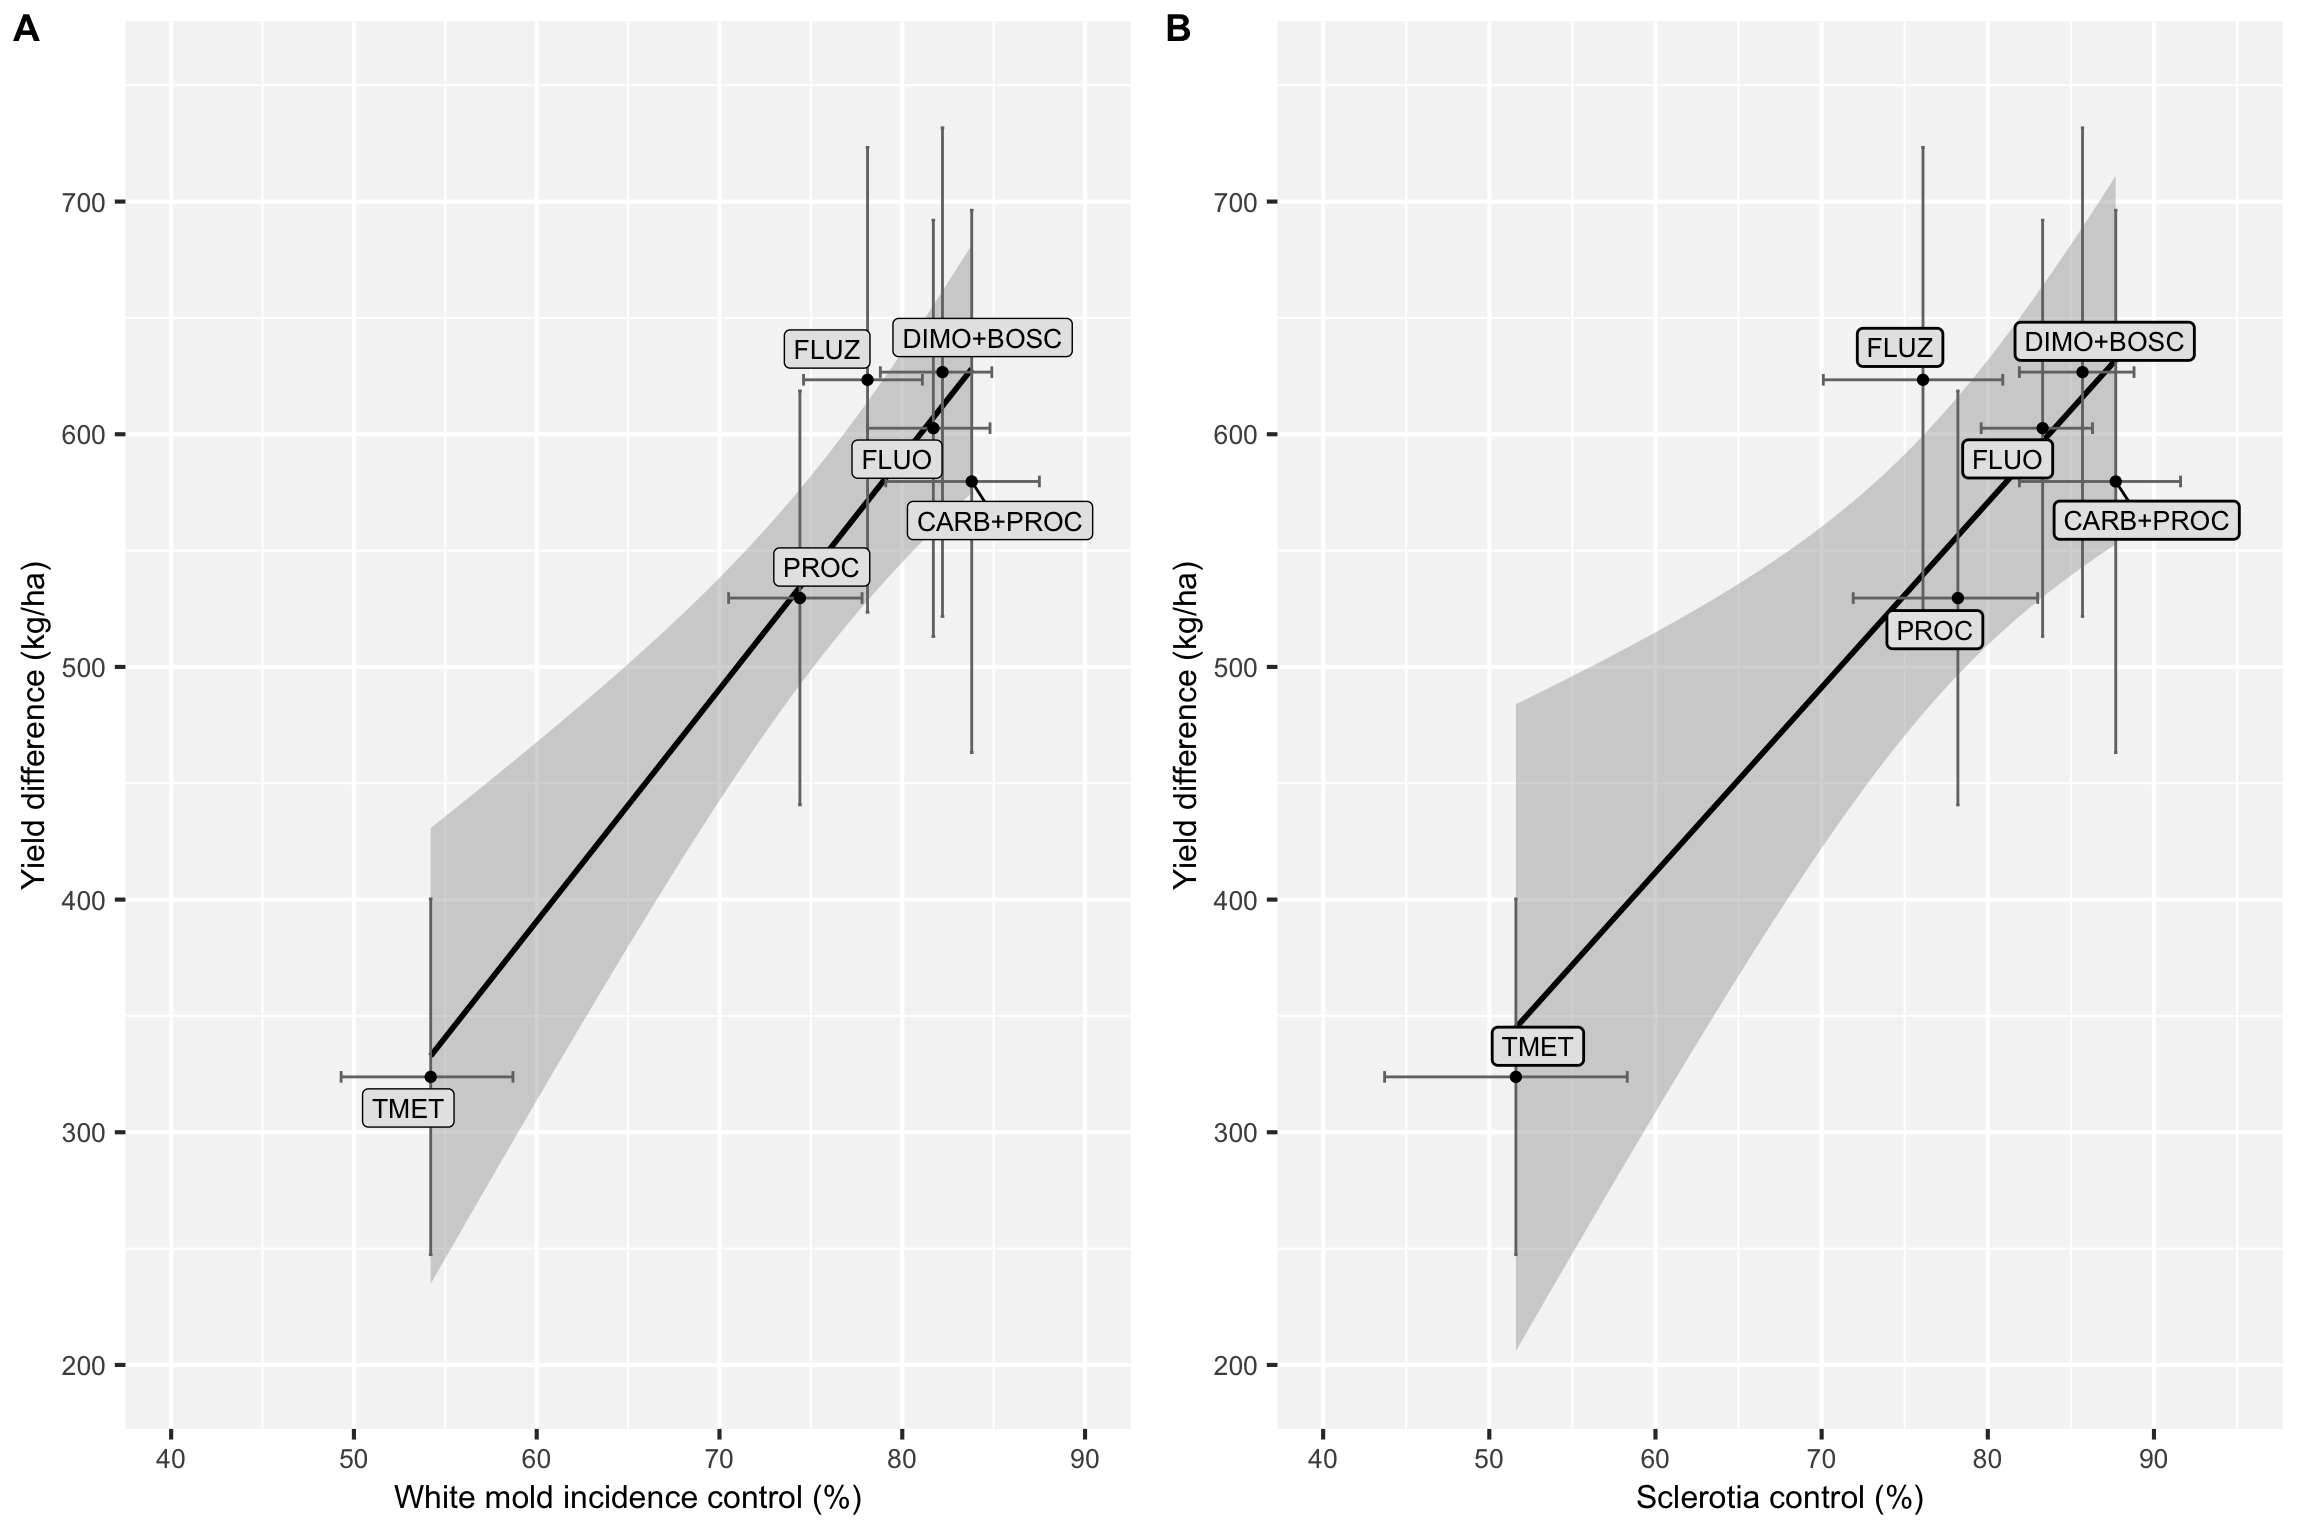 A
Yield difference (kg/ha)
700
600
500
400
300
200
FLUZ
DIMO+BOSC
FLUO
CARB+PROC
PROC
TMET
40 50 60 70 80 90
White mold incidence control (%)
B
Yield difference (kg/ha)
700
600
500
400
300
200
FLUZ
DIMO+BOSC
FLUO
CARB+PROC
PROC
TMET
40 50 60 70 80 90
Sclerotia control (%)